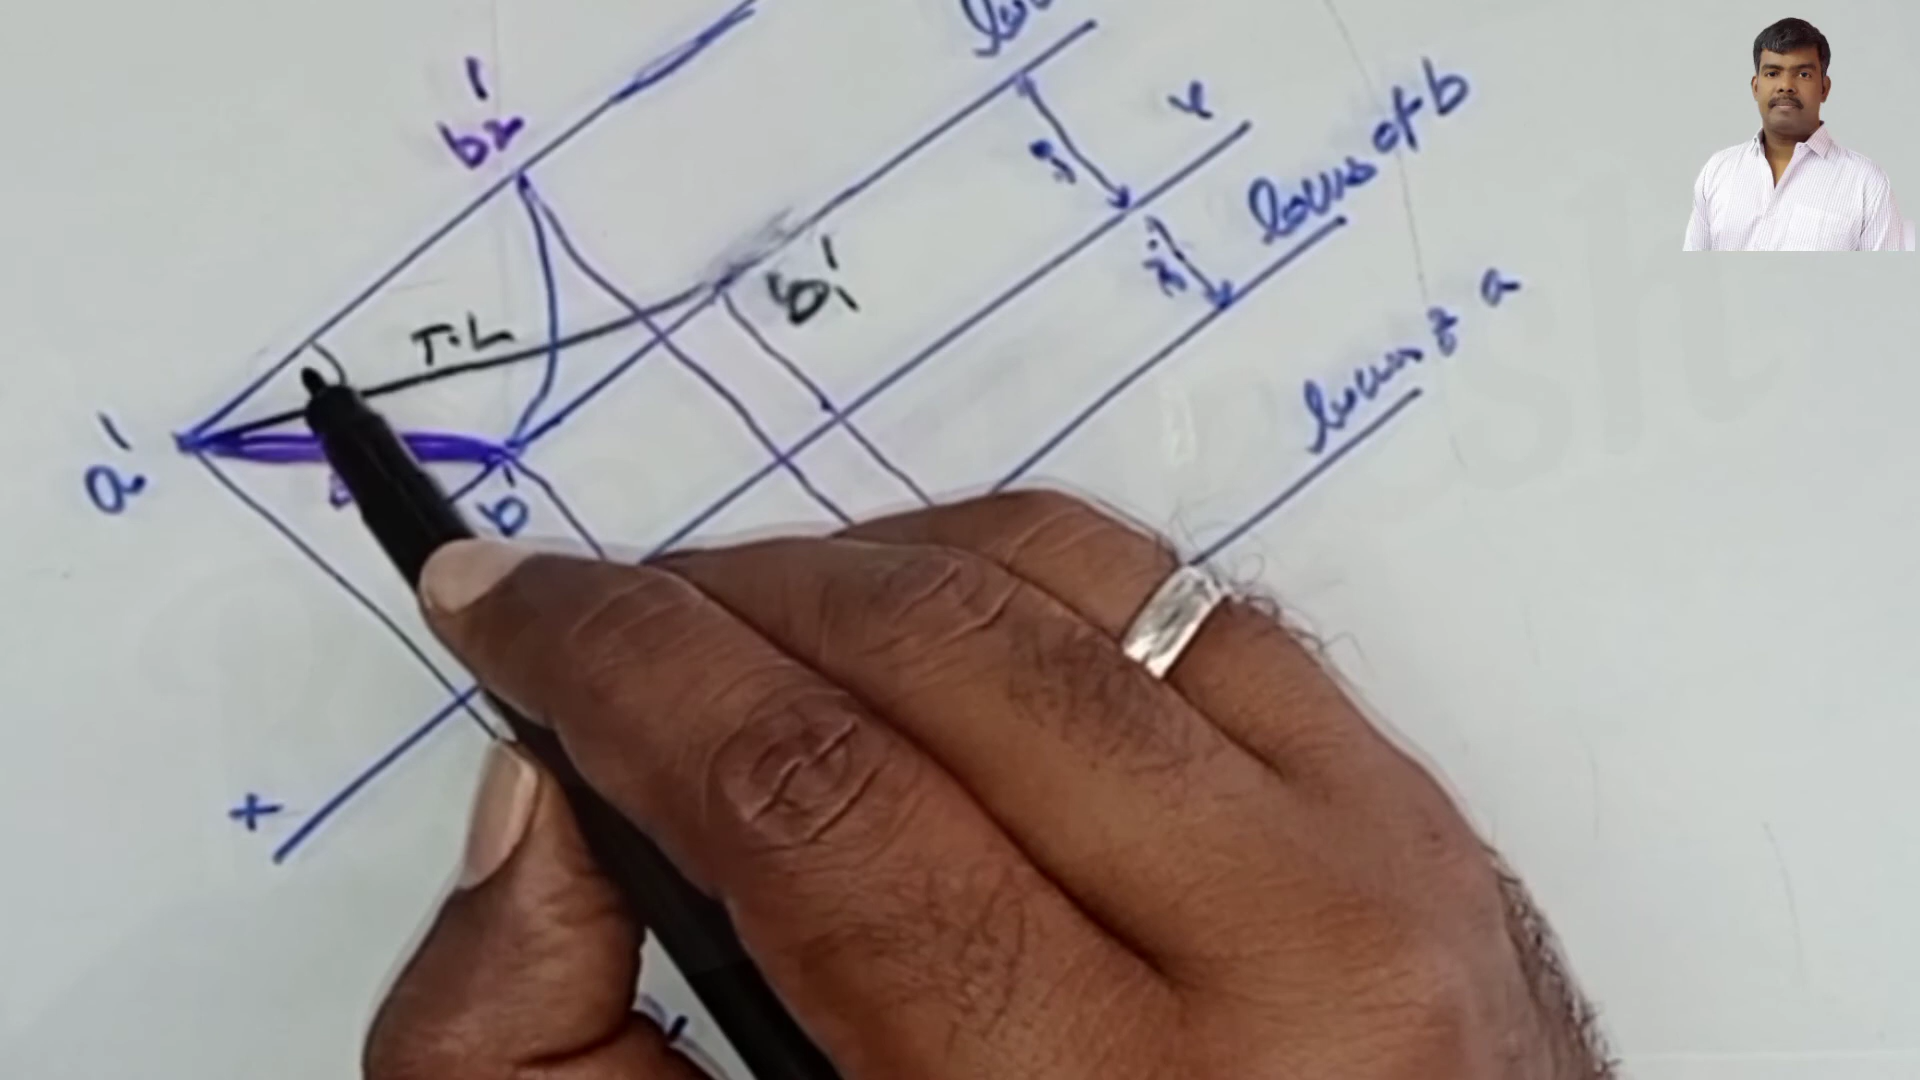 b2'
y
locus of b
b1'
T.L
locus of a
a'
b'
x